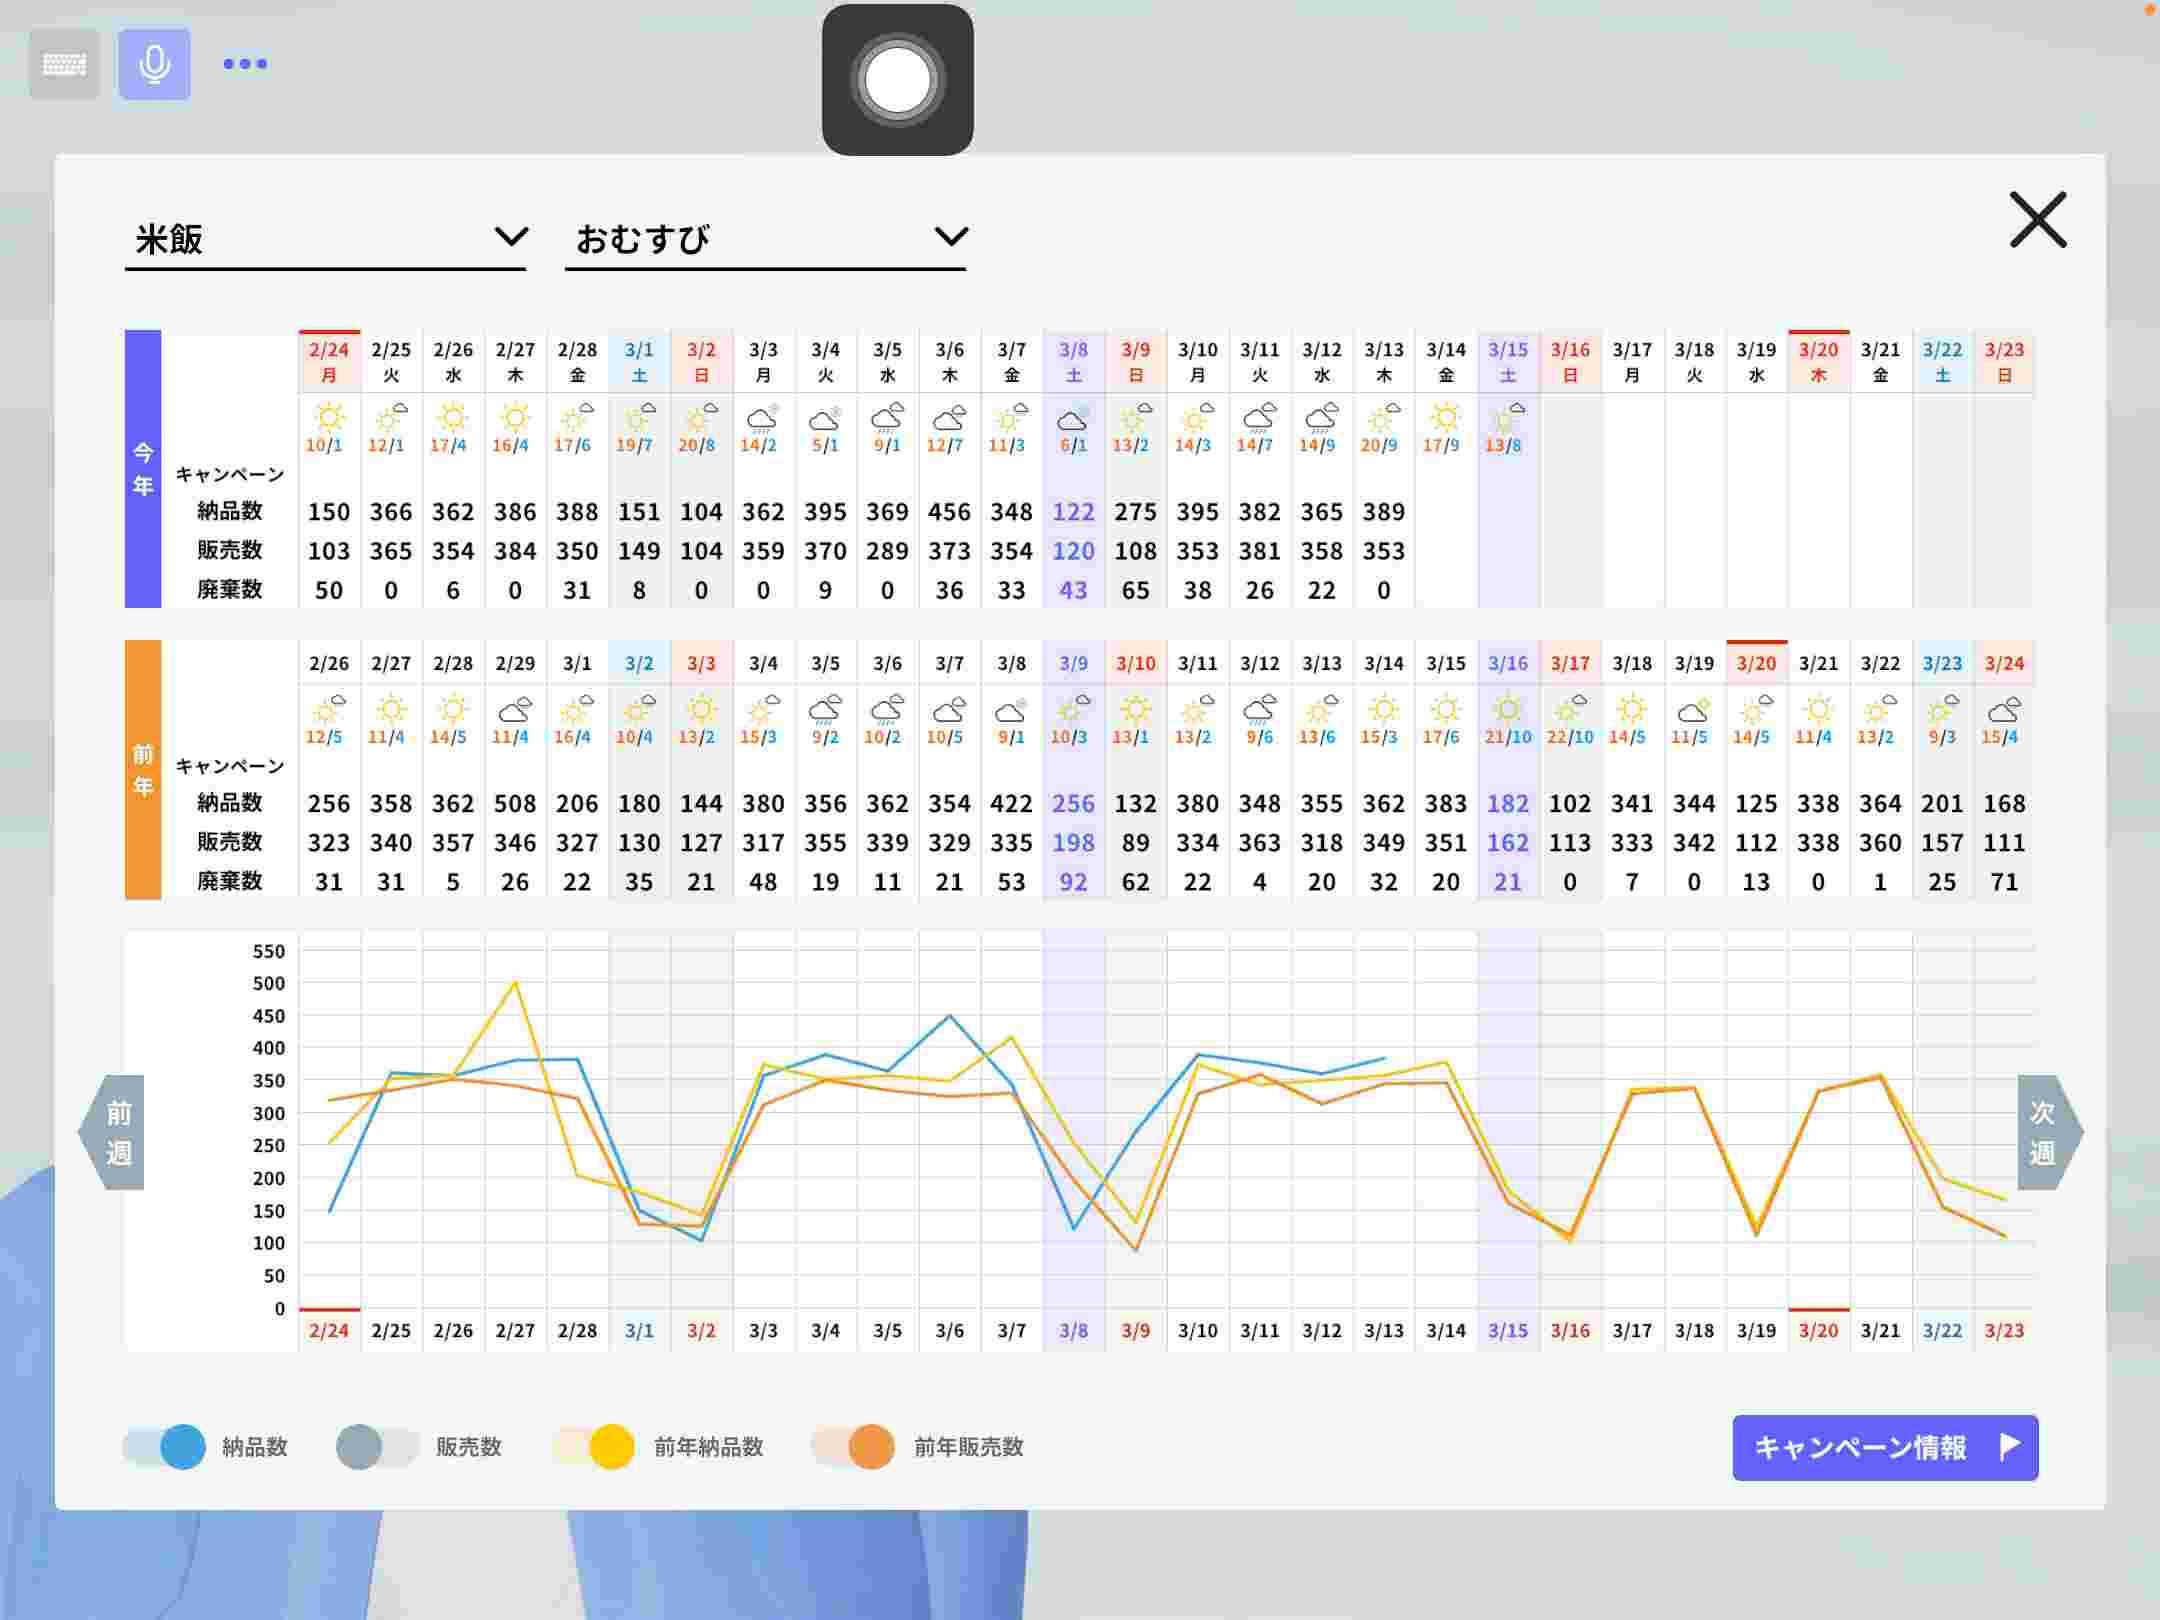 米飯 おむすび
2/24 2/25 2/26 2/27 2/28 3/1 3/2 3/3 3/4 3/5 3/6 3/7 3/8 3/9 3/10 3/11 3/12 3/13 3/14 3/15 3/16 3/17 3/18 3/19 3/20 3/21 3/22 3/23
月 火 水 木 金 土 日 月 火 水 木 金 土 日 月 火 水 木 金 土 日 月 火 水 木 金 土 日
今年
10/1 12/1 17/4 16/4 17/6 19/7 20/8 14/2 5/1 9/1 12/7 11/3 6/1 13/2 14/3 14/7 14/9 20/9 17/9 13/8
キャンペーン
納品数 150 366 362 386 388 151 104 362 395 369 456 348 122 275 395 382 365 389
販売数 103 365 354 384 350 149 104 359 370 289 373 354 120 108 353 381 358 353
廃棄数 50 0 6 0 31 8 0 0 9 0 36 33 43 65 38 26 22 0
2/26 2/27 2/28 2/29 3/1 3/2 3/3 3/4 3/5 3/6 3/7 3/8 3/9 3/10 3/11 3/12 3/13 3/14 3/15 3/16 3/17 3/18 3/19 3/20 3/21 3/22 3/23 3/24
前年
12/5 11/4 14/5 11/4 16/4 10/4 13/2 15/3 9/2 10/2 10/5 9/1 10/3 13/1 13/2 9/6 13/6 15/3 17/6 21/10 22/10 14/5 11/5 14/5 11/4 13/2 9/3 15/4
キャンペーン
納品数 256 358 362 508 206 180 144 380 356 362 354 422 256 132 380 348 355 362 383 182 102 341 344 125 338 364 201 168
販売数 323 340 357 346 327 130 127 317 355 339 329 335 198 89 334 363 318 349 351 162 113 333 342 112 338 360 157 111
廃棄数 31 31 5 26 22 35 21 48 19 11 21 53 92 62 22 4 20 32 20 21 0 7 0 13 0 1 25 71
550
500
450
400
350
300
250
200
150
100
50
0
前週
次週
2/24 2/25 2/26 2/27 2/28 3/1 3/2 3/3 3/4 3/5 3/6 3/7 3/8 3/9 3/10 3/11 3/12 3/13 3/14 3/15 3/16 3/17 3/18 3/19 3/20 3/21 3/22 3/23
納品数 販売数 前年納品数 前年販売数
キャンペーン情報